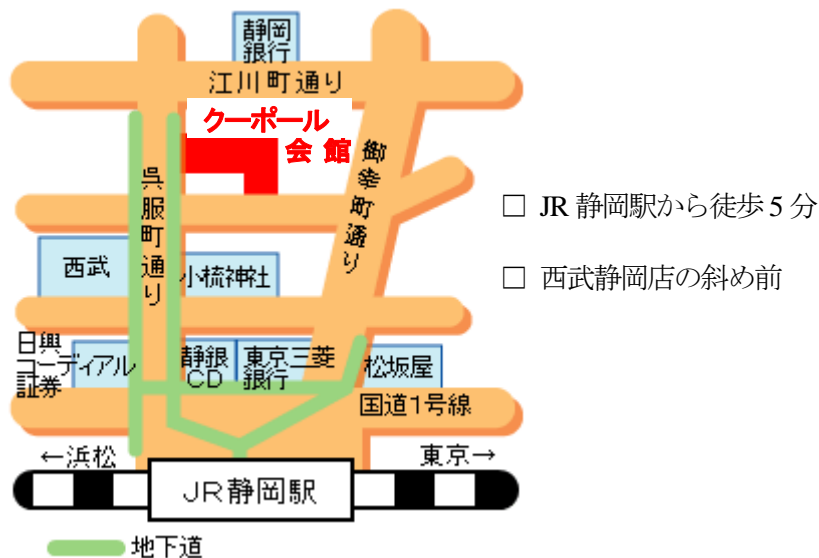 静岡
銀行
江川町通り
クーポール
会館
御幸町通り
呉服町通り
□ JR 静岡駅から徒歩 5 分
西武
小梳神社
□ 西武静岡店の斜め前
日興
コーディアル
証券
静銀
CD
東京三菱
銀行
松坂屋
国道1号線
←浜松
東京→
JR静岡駅
地下道